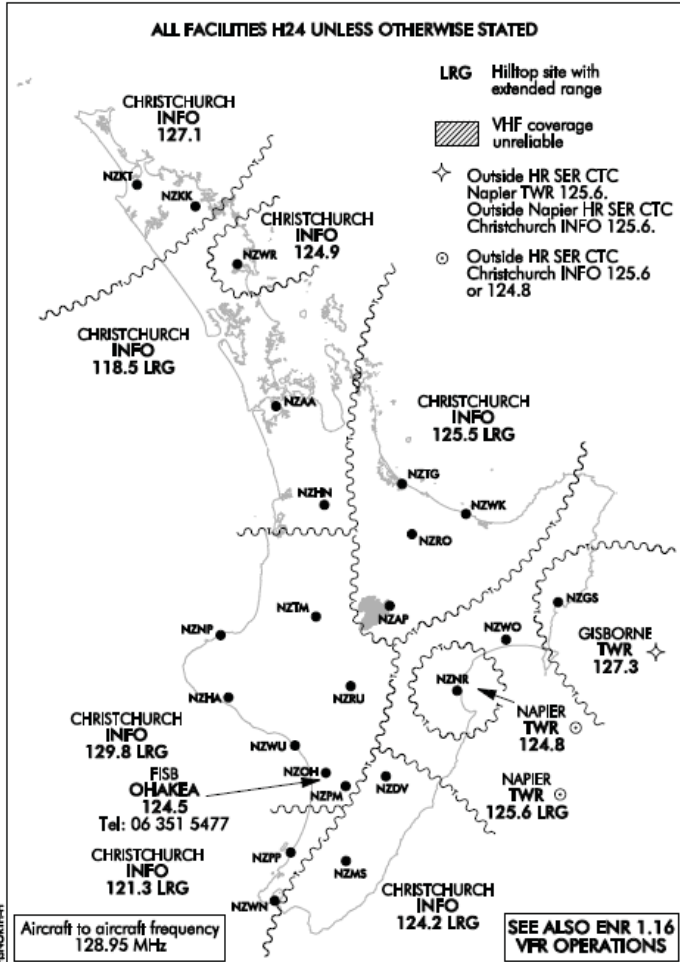 ALL FACILITIES H24 UNLESS OTHERWISE STATED
LRG Hilltop site with
extended range
VHF coverage
unreliable
Outside HR SER CTC
Napier TWR 125.6.
Outside Napier HR SER CTC
Christchurch INFO 125.6.
Outside HR SER CTC
Christchurch INFO 125.6
or 124.8
CHRISTCHURCH
INFO
127.1
NZKT
NZKK
CHRISTCHURCH
INFO
124.9
NZWR
CHRISTCHURCH
INFO
118.5 LRG
NZAA
CHRISTCHURCH
INFO
125.5 LRG
NZTG
NZHN
NZWK
NZRO
NZTM
NZAP
NZGS
NZNP
NZWO
GISBORNE
TWR
127.3
NZHA
NZRU
NZNR
NAPIER
TWR
124.8
CHRISTCHURCH
INFO
129.8 LRG
NZWU
FISB
OHAKEA
124.5
Tel: 06 351 5477
NZOH
NZPM
NZDV
NAPIER
TWR
125.6 LRG
CHRISTCHURCH
INFO
121.3 LRG
NZPP
NZMS
NZWN
CHRISTCHURCH
INFO
124.2 LRG
Aircraft to aircraft frequency
128.95 MHz
SEE ALSO ENR 1.16
VFR OPERATIONS